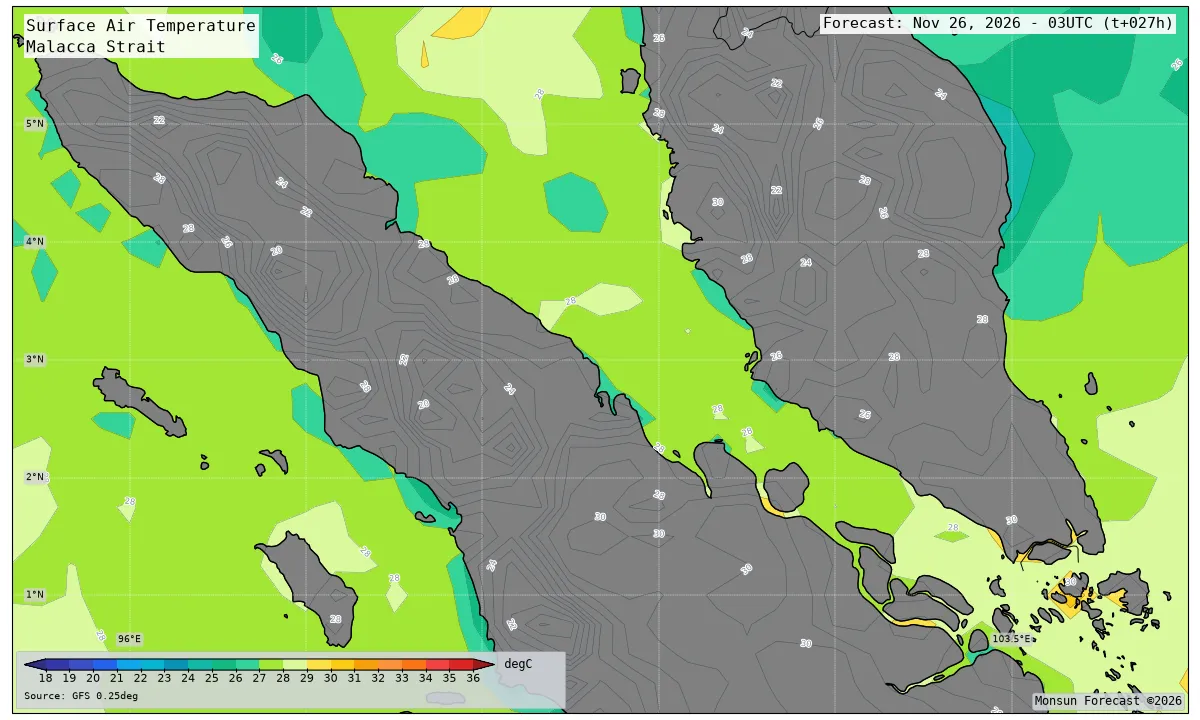 Surface Air Temperature
Malacca Strait
Forecast: Nov 26, 2026 - 03UTC (t+027h)
5°N
4°N
3°N
2°N
1°N
96°E
103.5°E
degC
18 19 20 21 22 23 24 25 26 27 28 29 30 31 32 33 34 35 36
Source: GFS 0.25deg
Monsun Forecast ©2026